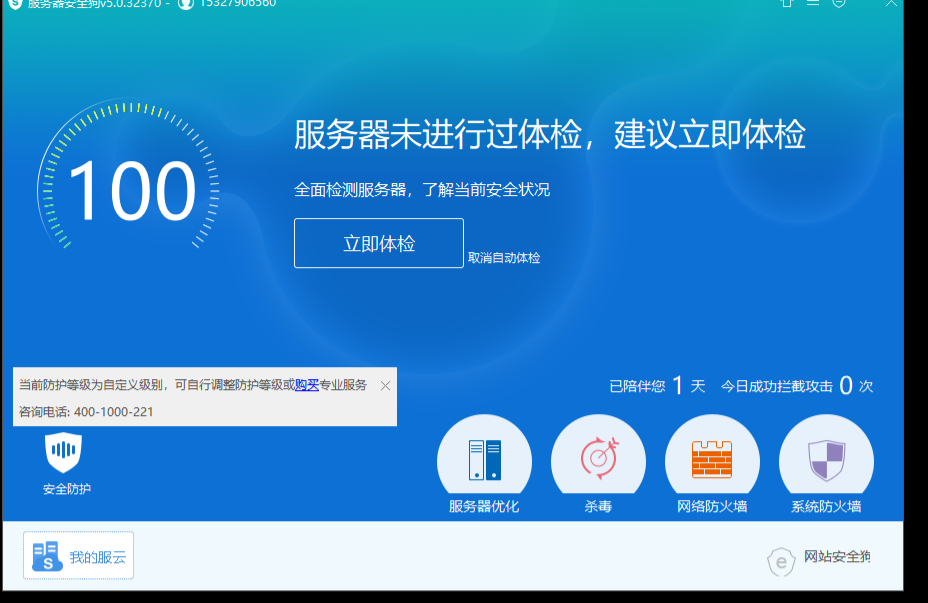 服务器安全狗v5.0.32370 - 15327906560
服务器未进行过体检，建议立即体检
100
全面检测服务器，了解当前安全状况
立即体检
取消自动体检
当前防护等级为自定义级别，可自行调整防护等级或购买专业服务
咨询电话: 400-1000-221
已陪伴您 1 天 今日成功拦截攻击 0 次
安全防护
服务器优化
杀毒
网络防火墙
系统防火墙
我的服云
网站安全狗